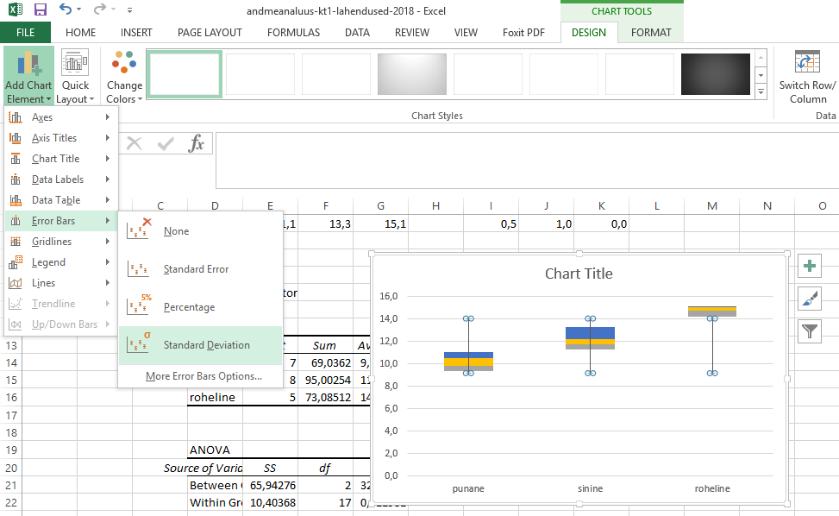 andmeanaluus-kt1-lahendused-2018 - Excel
CHART TOOLS
FILE HOME INSERT PAGE LAYOUT FORMULAS DATA REVIEW VIEW Foxit PDF DESIGN FORMAT
Add Chart Element
Quick Layout
Change Colors
Switch Row/ Column
Chart Styles
Data
Axes
Axis Titles
Chart Title
Data Labels
Data Table
Error Bars
Gridlines
Legend
Lines
Trendline
Up/Down Bars
None
Standard Error
5%
Percentage
σ
Standard Deviation
More Error Bars Options...
fx
C D E F G H I J K L M N O
1,1 13,3 15,1 0,5 1,0 0,0
tor
13 t Sum Av
14 7 69,0362 9,
15 8 95,00254
16 roheline 5 73,08512 14
17
18
19 ANOVA
20 Source of Varia SS df
21 Between 65,94276 2 32
22 Within Gro 10,40368 17
Chart Title
16,0
14,0
12,0
10,0
8,0
6,0
4,0
2,0
0,0
punane sinine roheline